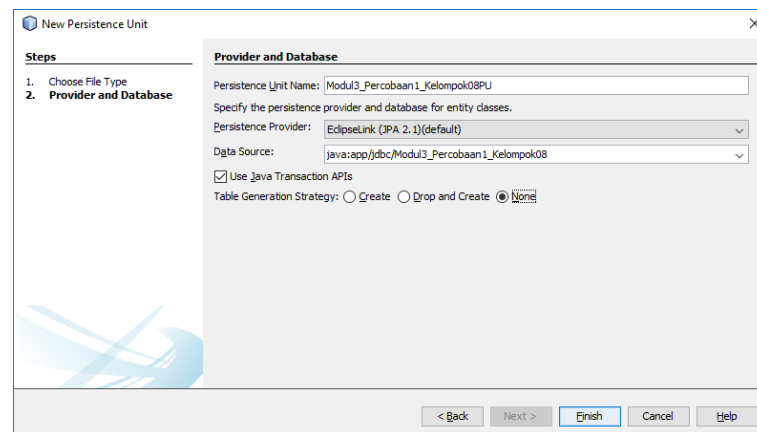 New Persistence Unit
Steps
1. Choose File Type
2. Provider and Database
Provider and Database
Persistence Unit Name: Modul3_Percobaan1_Kelompok08PU
Specify the persistence provider and database for entity classes.
Persistence Provider: EclipseLink (JPA 2.1)(default)
Data Source: java:app/jdbc/Modul3_Percobaan1_Kelompok08
Use Java Transaction APIs
Table Generation Strategy: Create Drop and Create None
< Back Next > Finish Cancel Help